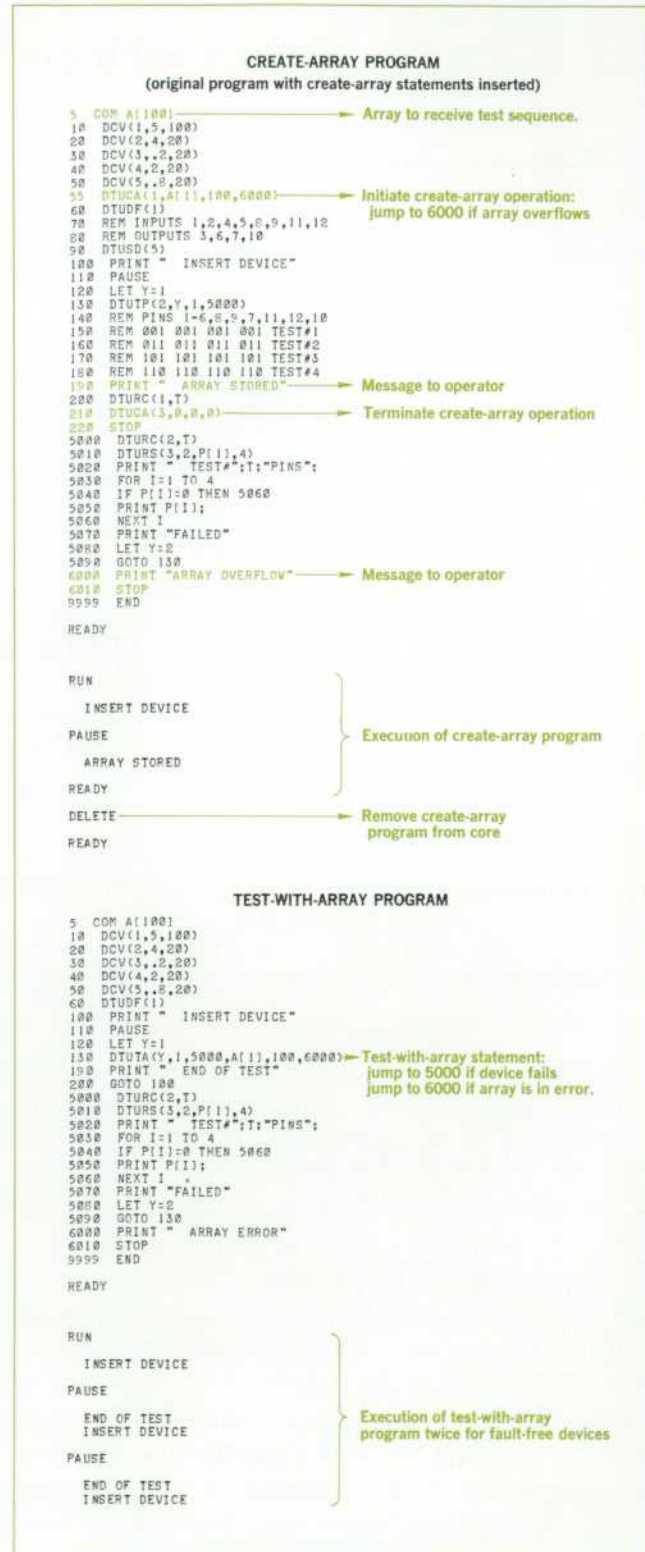 CREATE-ARRAY PROGRAM
(original program with create-array statements inserted)
5 COM A[100] Array to receive test sequence.
10 DCV(1,5,100)
20 DCV(2,4,20)
30 DCV(3,.2,20)
40 DCV(4,2,20)
50 DCV(5,.8,20)
55 DTUCA(1,A[1],100,6000) Initiate create-array operation:
jump to 6000 if array overflows
60 DTUDF(1)
70 REM INPUTS 1,2,4,5,8,9,11,12
80 REM OUTPUTS 3,6,7,10
90 DTUSD(5)
100 PRINT " INSERT DEVICE"
110 PAUSE
120 LET Y=1
130 DTUTP(2,Y,1,5000)
140 REM PINS 1-6,8,9,7,11,12,10
150 REM 001 001 001 001 TEST#1
160 REM 011 011 011 011 TEST#2
170 REM 101 101 101 101 TEST#3
180 REM 110 110 110 110 TEST#4
190 PRINT " ARRAY STORED" Message to operator
200 DTURC(1,T)
210 DTUCA(3,0,0,0) Terminate create-array operation
220 STOP
5000 DTURC(2,T)
5010 DTURS(3,2,P[1],4)
5020 PRINT " TEST#";T;"PINS";
5030 FOR I=1 TO 4
5040 IF P[I]=0 THEN 5060
5050 PRINT P[I];
5060 NEXT I
5070 PRINT "FAILED"
5080 LET Y=2
5090 GOTO 130
6000 PRINT "ARRAY OVERFLOW" Message to operator
6010 STOP
9999 END
READY
RUN
INSERT DEVICE
PAUSE Execution of create-array program
ARRAY STORED
READY
DELETE Remove create-array
program from core
READY
TEST-WITH-ARRAY PROGRAM
5 COM A[100]
10 DCV(1,5,100)
20 DCV(2,4,20)
30 DCV(3,.2,20)
40 DCV(4,2,20)
50 DCV(5,.8,20)
60 DTUDF(1)
100 PRINT " INSERT DEVICE"
110 PAUSE
120 LET Y=1
130 DTUTA(Y,1,5000,A[1],100,6000) Test-with-array statement:
jump to 5000 if device fails
190 PRINT " END OF TEST"
jump to 6000 if array is in error.
200 GOTO 100
5000 DTURC(2,T)
5010 DTURS(3,2,P[1],4)
5020 PRINT " TEST#";T;"PINS";
5030 FOR I=1 TO 4
5040 IF P[I]=0 THEN 5060
5050 PRINT P[I];
5060 NEXT I
5070 PRINT "FAILED"
5080 LET Y=2
5090 GOTO 130
6000 PRINT " ARRAY ERROR"
6010 STOP
9999 END
READY
RUN
INSERT DEVICE
PAUSE
END OF TEST Execution of test-with-array
INSERT DEVICE program twice for fault-free devices
PAUSE
END OF TEST
INSERT DEVICE